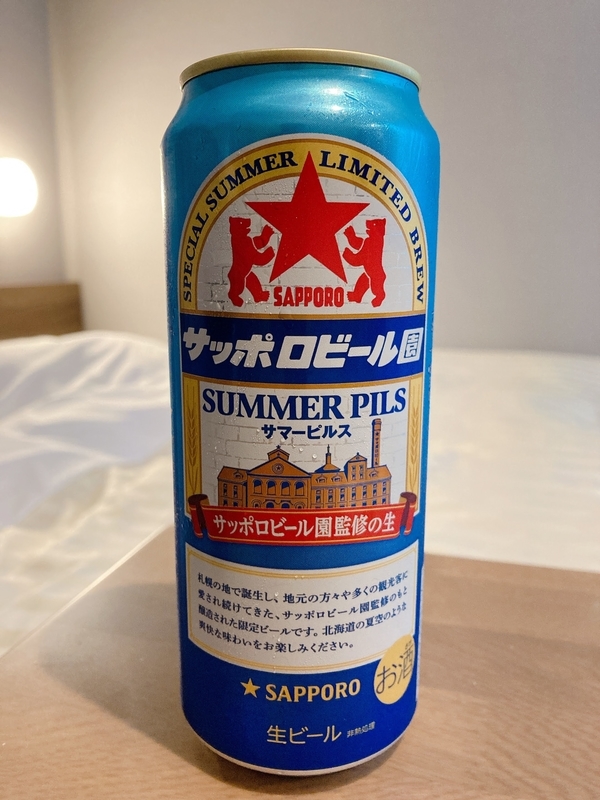 SPECIAL SUMMER LIMITED BREW
SAPPORO
サッポロビール園
SUMMER PILS
サマーピルス
サッポロビール園監修の生
札幌の地で誕生し、地元の方々や多くの観光客に
愛され続けてきた、サッポロビール園監修のもと
醸造された限定ビールです。北海道の夏空のような
爽快な味わいをお楽しみください。
お酒
SAPPORO
生ビール 非熱処理